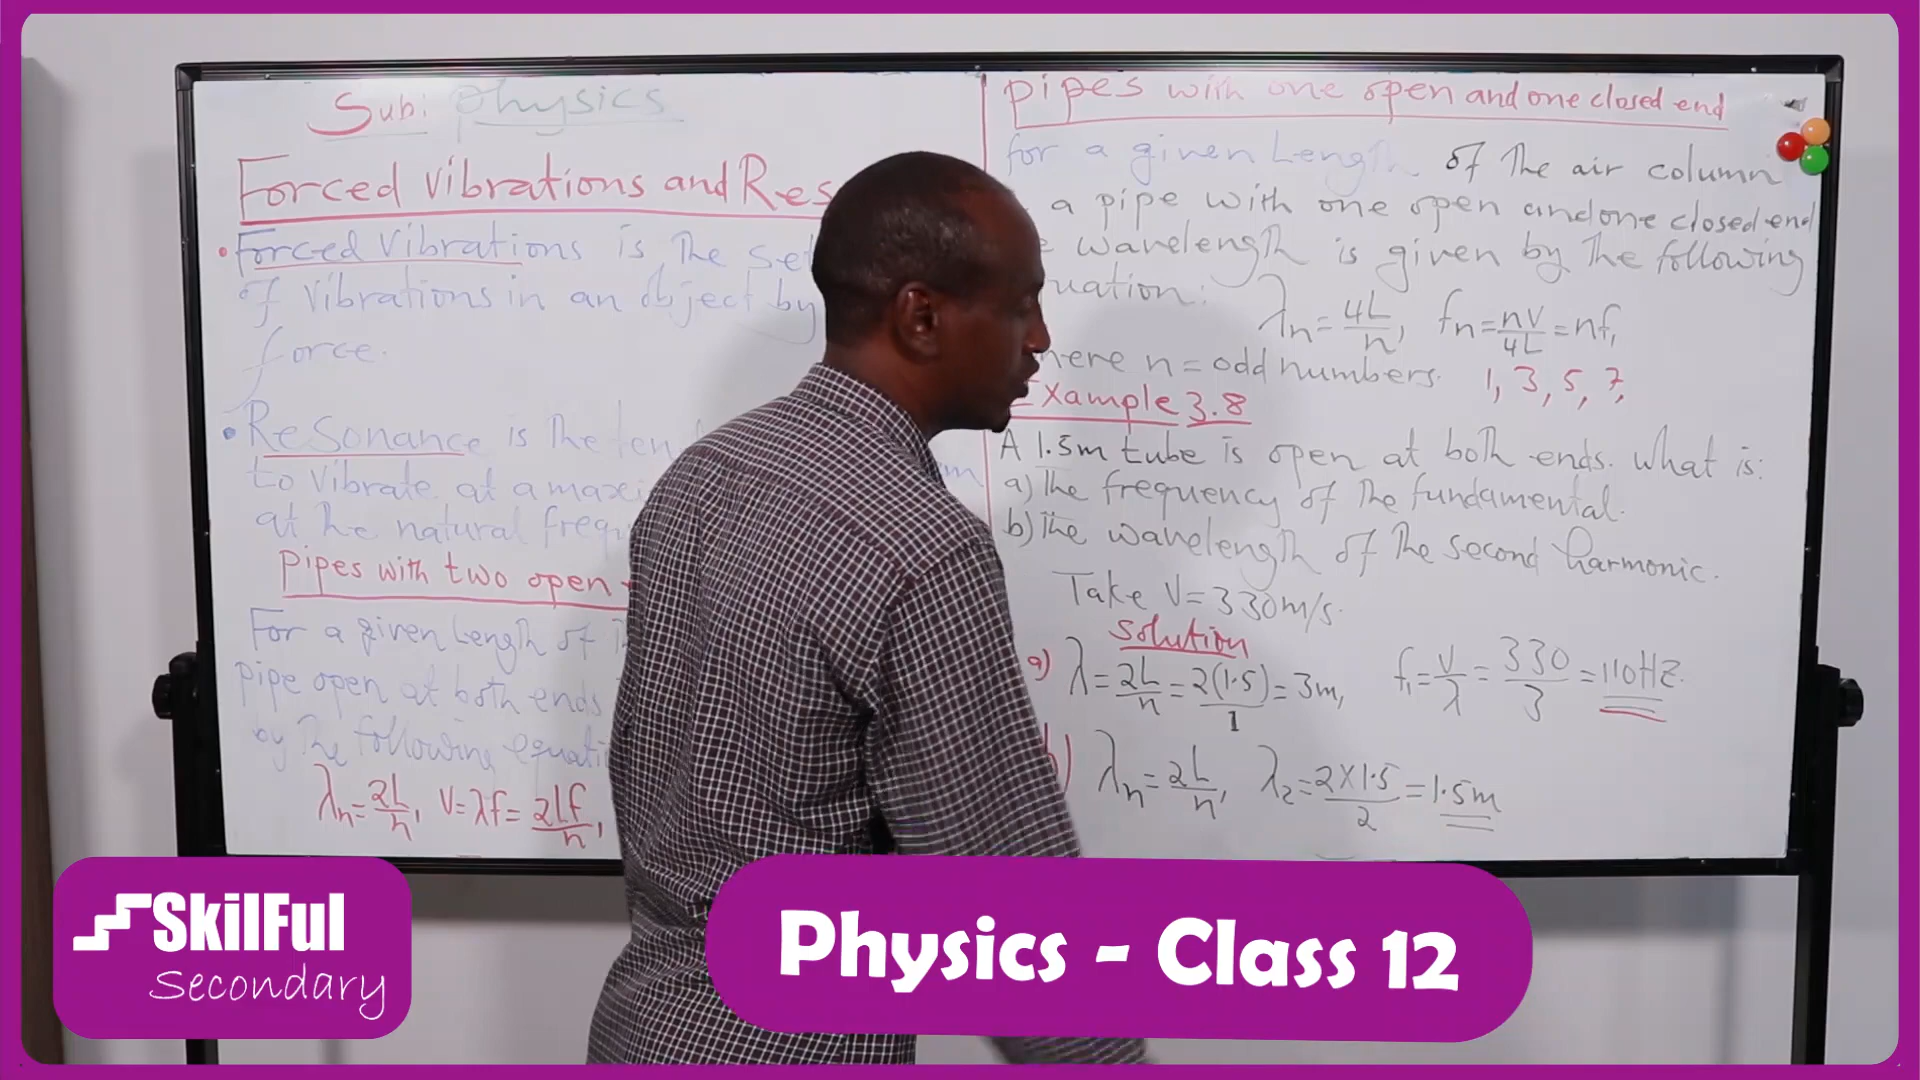 Sub: Physics
Forced Vibrations and Res
• Forced Vibrations is the se
of vibrations in an object by
force.
• Resonance is the ten
to vibrate at a maxi m
at the natural freq
Pipes with two open
For a given Length of
pipe open at both ends
by the following equati
λn=2L/n, V=λf=2Lf/n,
Pipes with one open and one closed end
for a given Length of the air column
a pipe with one open and one closed end
wavelength is given by the following
uation:
λn=4L/n, fn=nV/4L=nf₁
here n=odd numbers. 1, 3, 5, 7,
Example 3.8
A 1.5m tube is open at both ends. what is:
a) The frequency of the fundamental.
b) The wavelength of the second harmonic.
Take V=330m/s.
Solution
a) λ=2L/n=2(1.5)/1=3m, f₁=V/λ=330/3=110HZ.
b) λn=2L/n, λ2=2X1.5/2=1.5m
SkilFul
Secondary
Physics - Class 12